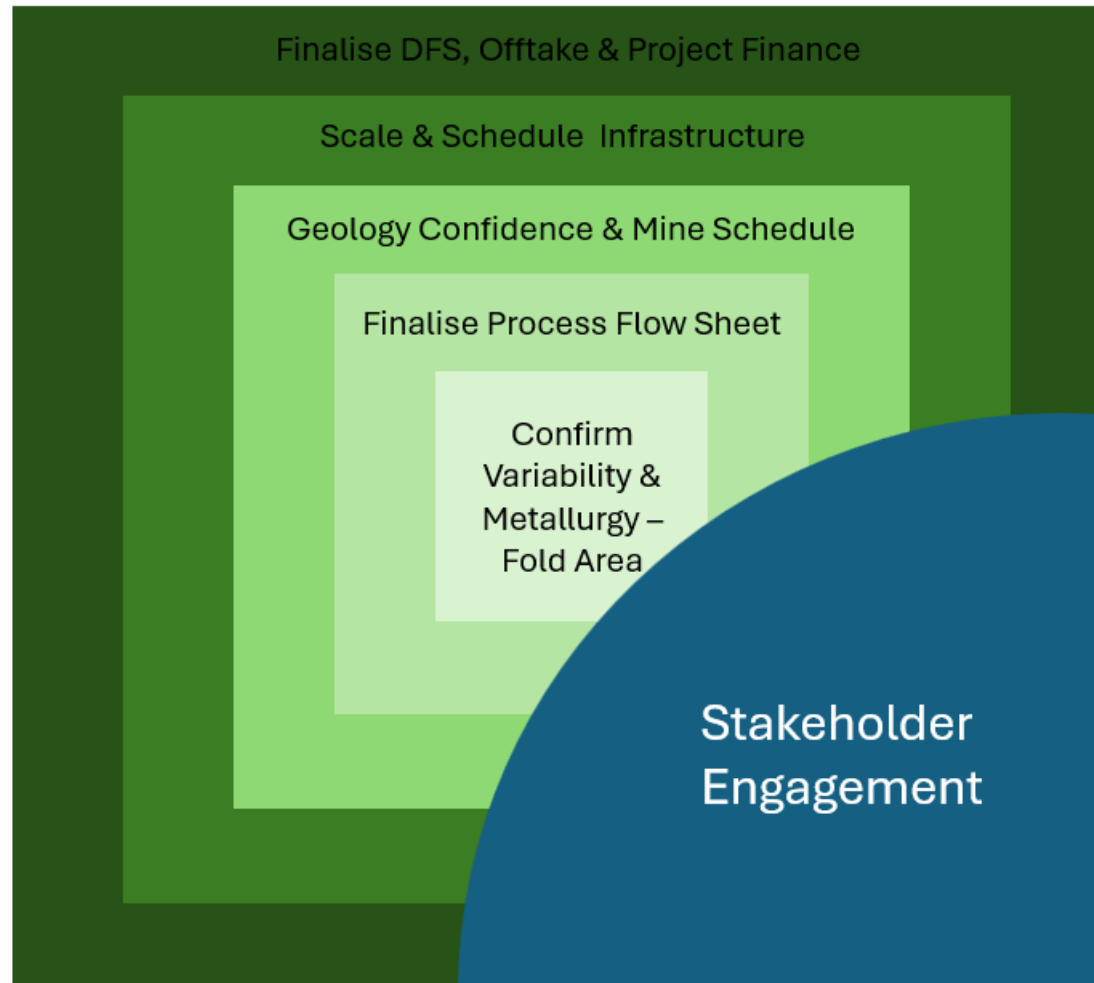 Finalise DFS, Offtake & Project Finance
Scale & Schedule  Infrastructure
Geology Confidence & Mine Schedule
Finalise Process Flow Sheet
Confirm
Variability &
Metallurgy –
Fold Area
Stakeholder
Engagement